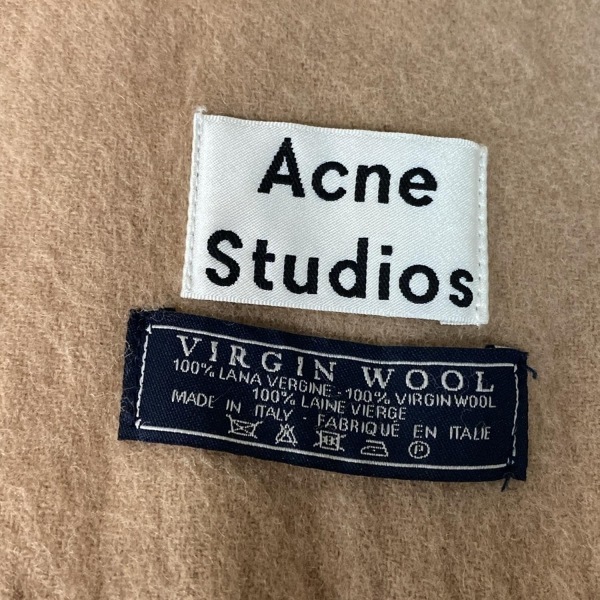 Acne
Studios
VIRGIN WOOL
100% LANA VERGINE - 100% VIRGIN WOOL
100% LAINE VIERGE
MADE IN ITALY - FABRIQUÉ EN ITALIE
P